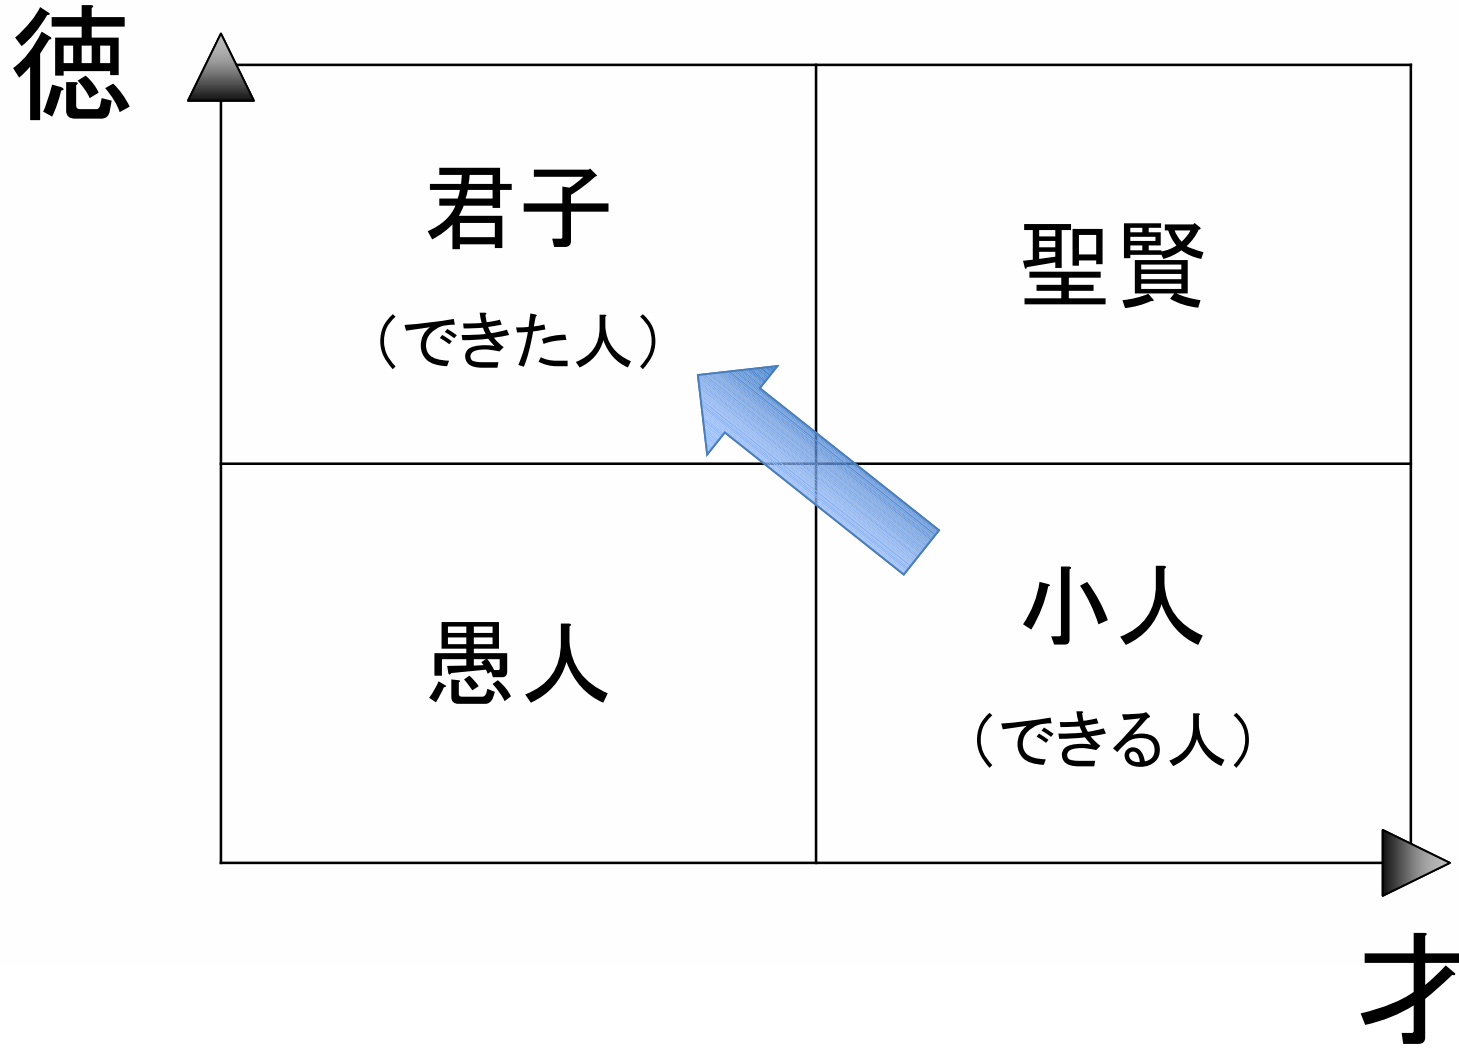 徳
君子
（できた人）
聖賢
愚人
小人
（できる人）
才